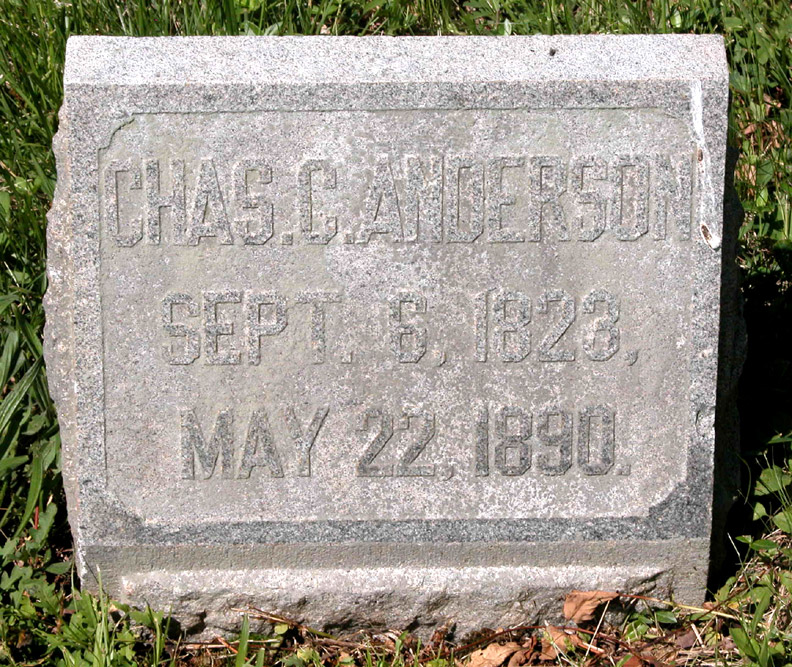 CHAS. C. ANDERSON
SEPT. 6, 1823,
MAY 22, 1890.